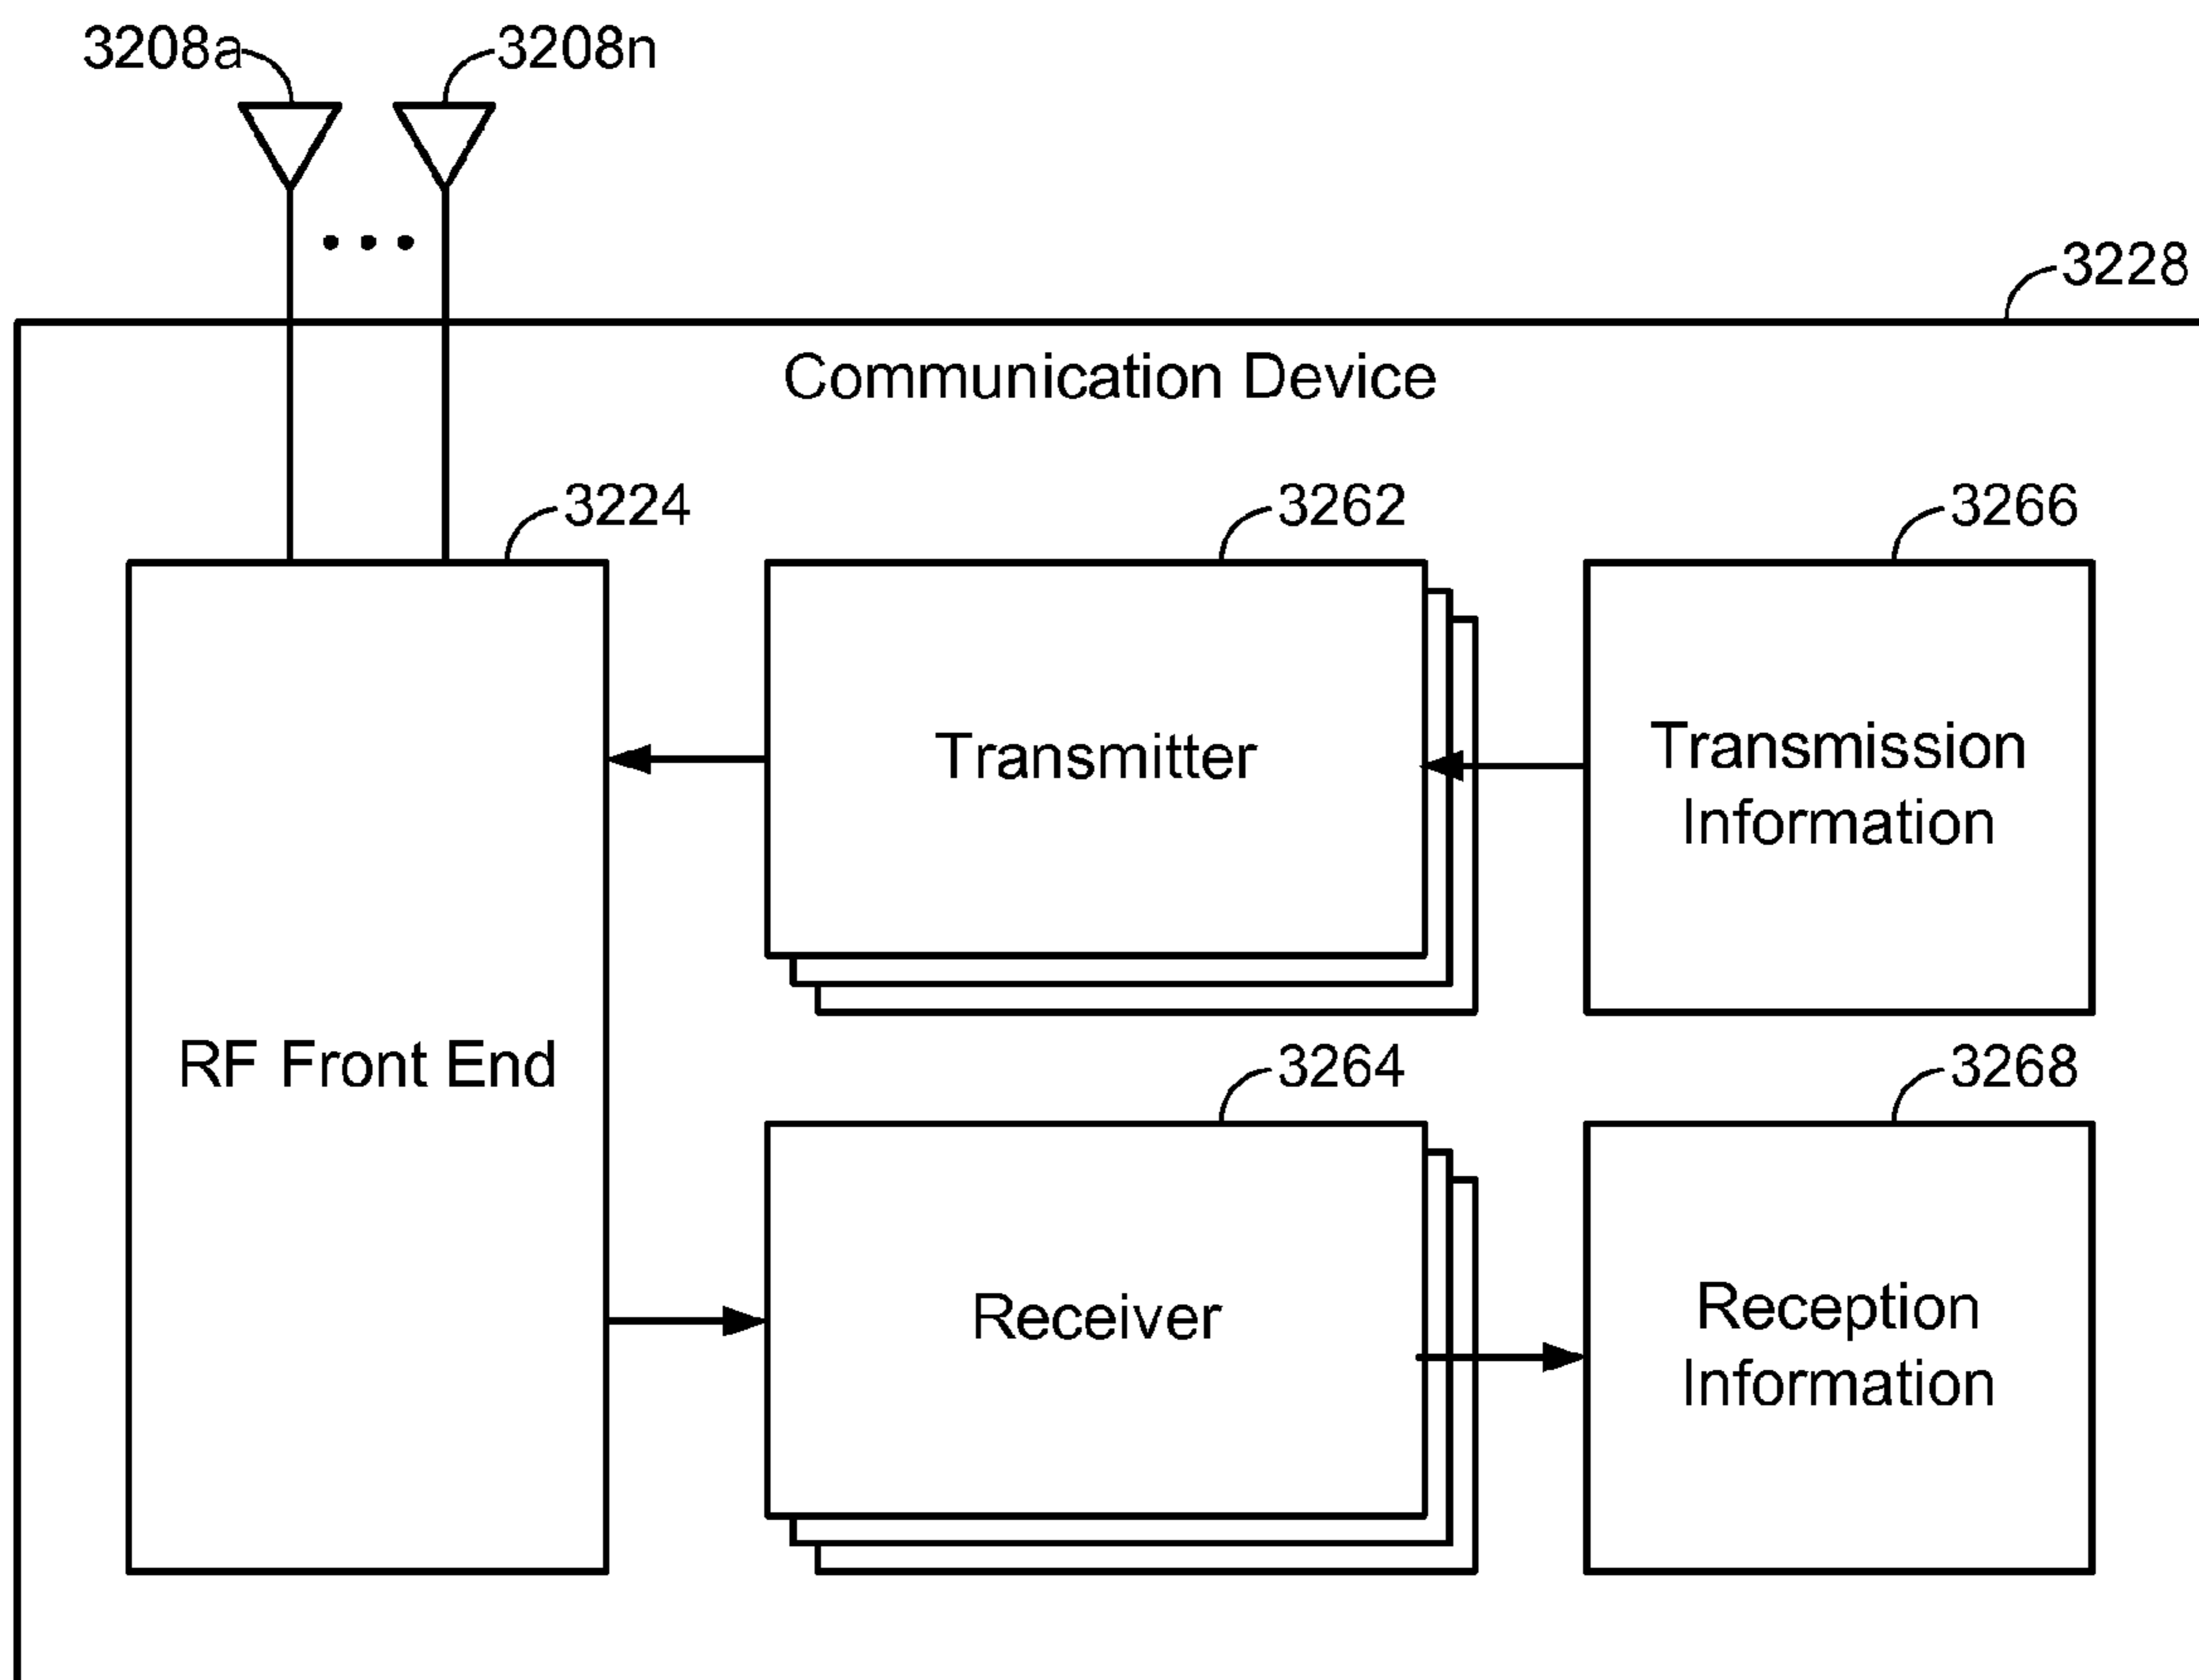 3208a
3208n
3228
Communication Device
3224
3262
3266
Transmitter
Transmission
Information
RF Front End
3264
3268
Receiver
Reception
Information